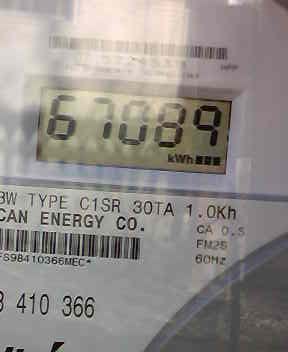 67089
kWh
3W TYPE C1SR 30TA 1.0Kh
CAN ENERGY CO.
CA 0.5
FM2S
60Hz
FS98410366MEC*
410 366